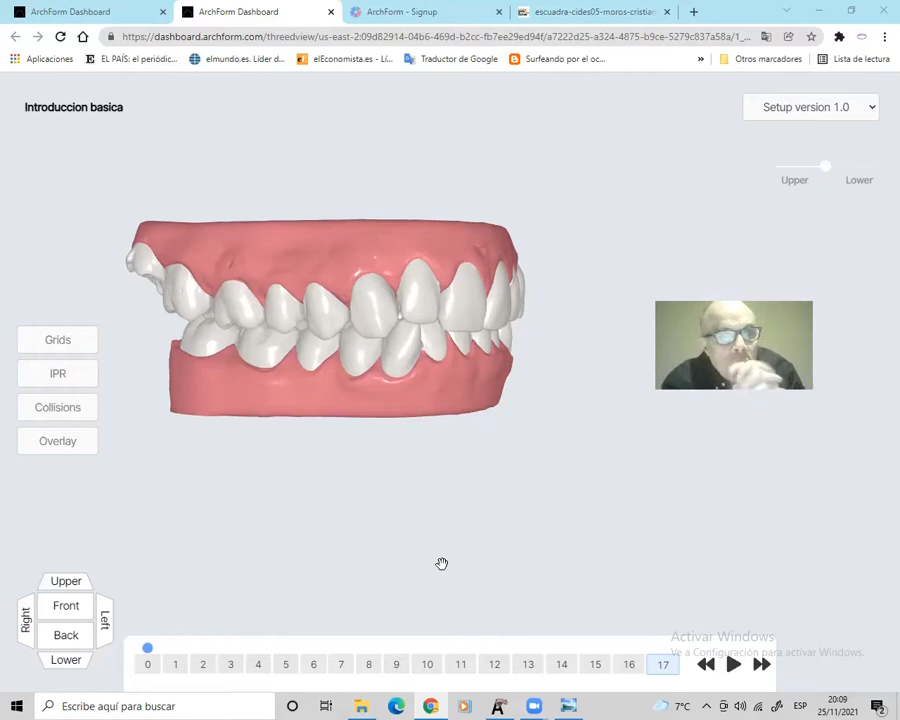 ArchForm Dashboard
ArchForm Dashboard
ArchForm - Signup
escuadra-cides05-moros-cristian
https://dashboard.archform.com/threedview/us-east-2:09d82914-04b6-469d-b2cc-fb7ee29ed94f/a7222d25-a324-4875-b9ce-5279c837a58a/1_...
Aplicaciones
EL PAÍS: el periódic...
elmundo.es. Líder d...
elEconomista.es - Lí...
Traductor de Google
Surfeando por el oc...
»
Otros marcadores
Lista de lectura
Introduccion basica
Setup version 1.0
Upper
Lower
Grids
IPR
Collisions
Overlay
Upper
Right
Front
Left
Back
Lower
0 1 2 3 4 5 6 7 8 9 10 11 12 13 14 15 16 17
Activar Windows
Ve a Configuración para activar Windows.
Escribe aquí para buscar
7°C
ESP
20:09
25/11/2021
2